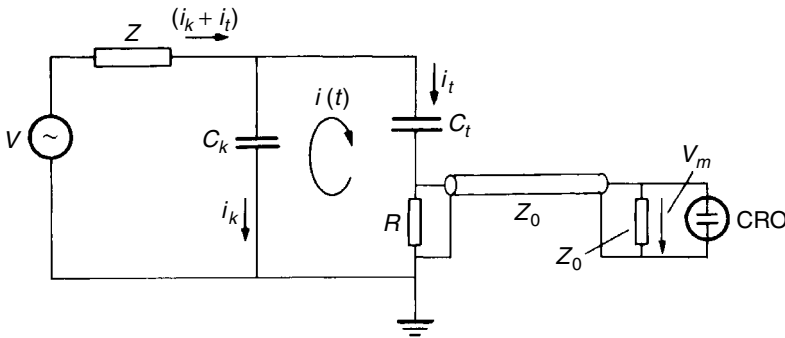 Z
(i_k + i_t)
V
~
C_k
i (t)
i_t
C_t
i_k
R
Z_0
Z_0
V_m
CRO